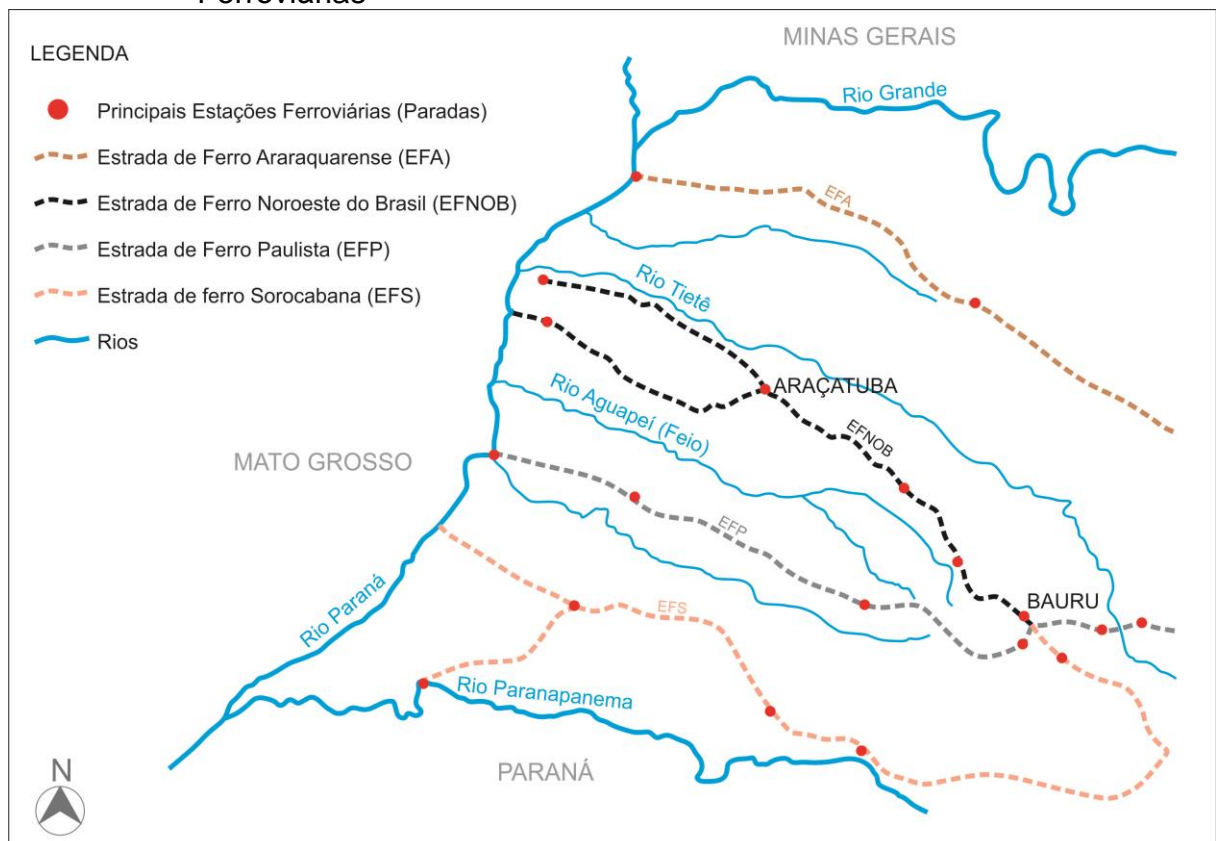 Ferroviárias
MINAS GERAIS
LEGENDA
Rio Grande
Principais Estações Ferroviárias (Paradas)
Estrada de Ferro Araraquarense (EFA)
EFA
Estrada de Ferro Noroeste do Brasil (EFNOB)
Estrada de Ferro Paulista (EFP)
Rio Tietê
Estrada de ferro Sorocabana (EFS)
Rios
ARAÇATUBA
Rio Aguapeí (Feio)
EFNOB
MATO GROSSO
EFP
BAURU
EFS
Rio Paraná
Rio Paranapanema
PARANÁ
N